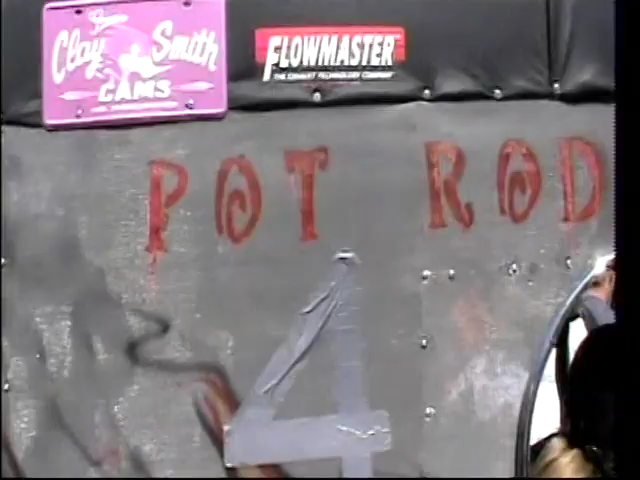 Clay Smith
CAMS
FLOWMASTER
THE EXHAUST TECHNOLOGY COMPANY
POT ROD
4